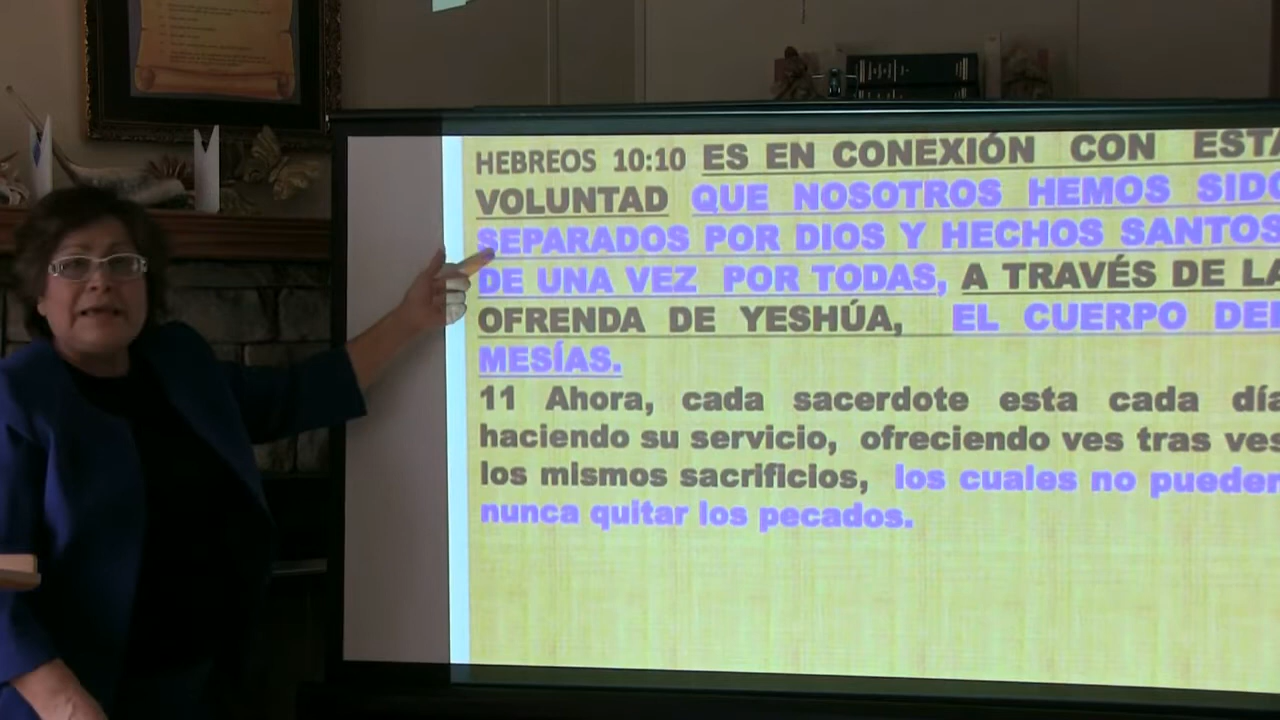 HEBREOS 10:10 ES EN CONEXIÓN CON ESTA
VOLUNTAD QUE NOSOTROS HEMOS SIDO
SEPARADOS POR DIOS Y HECHOS SANTOS
DE UNA VEZ POR TODAS, A TRAVÉS DE LA
OFRENDA DE YESHÚA, EL CUERPO DEL
MESÍAS.
11 Ahora, cada sacerdote esta cada día
haciendo su servicio, ofreciendo ves tras ves
los mismos sacrificios, los cuales no pueden
nunca quitar los pecados.